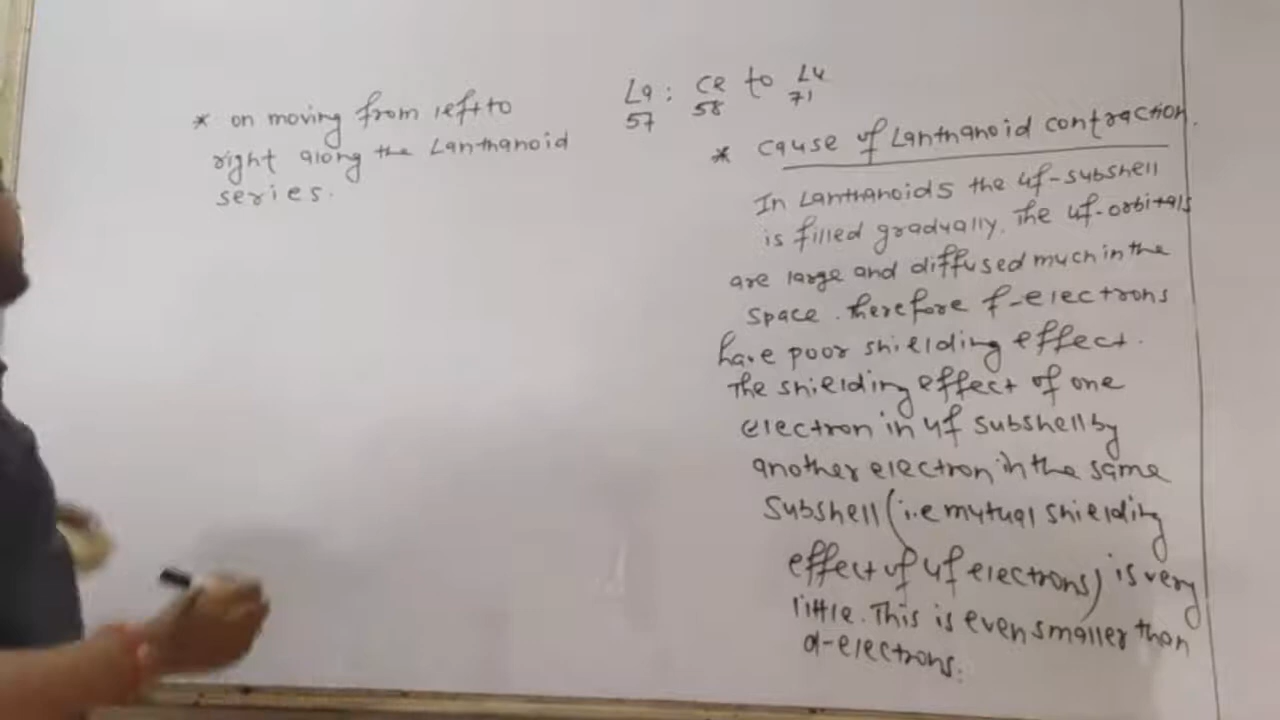 * on moving from left to
right along the Lanthanoid
series.
La : Ce to Lu
57 58 71
* cause of Lanthanoid contraction.
In Lanthanoids the 4f-subshell
is filled gradually. The 4f-orbitals
are large and diffused much in the
space. therefore f-electrons
have poor shielding effect.
The shielding effect of one
electron in 4f subshell by
another electron in the same
subshell (i.e mutual shielding
effect of 4f electrons) is very
little. This is even smaller than
d-electrons.